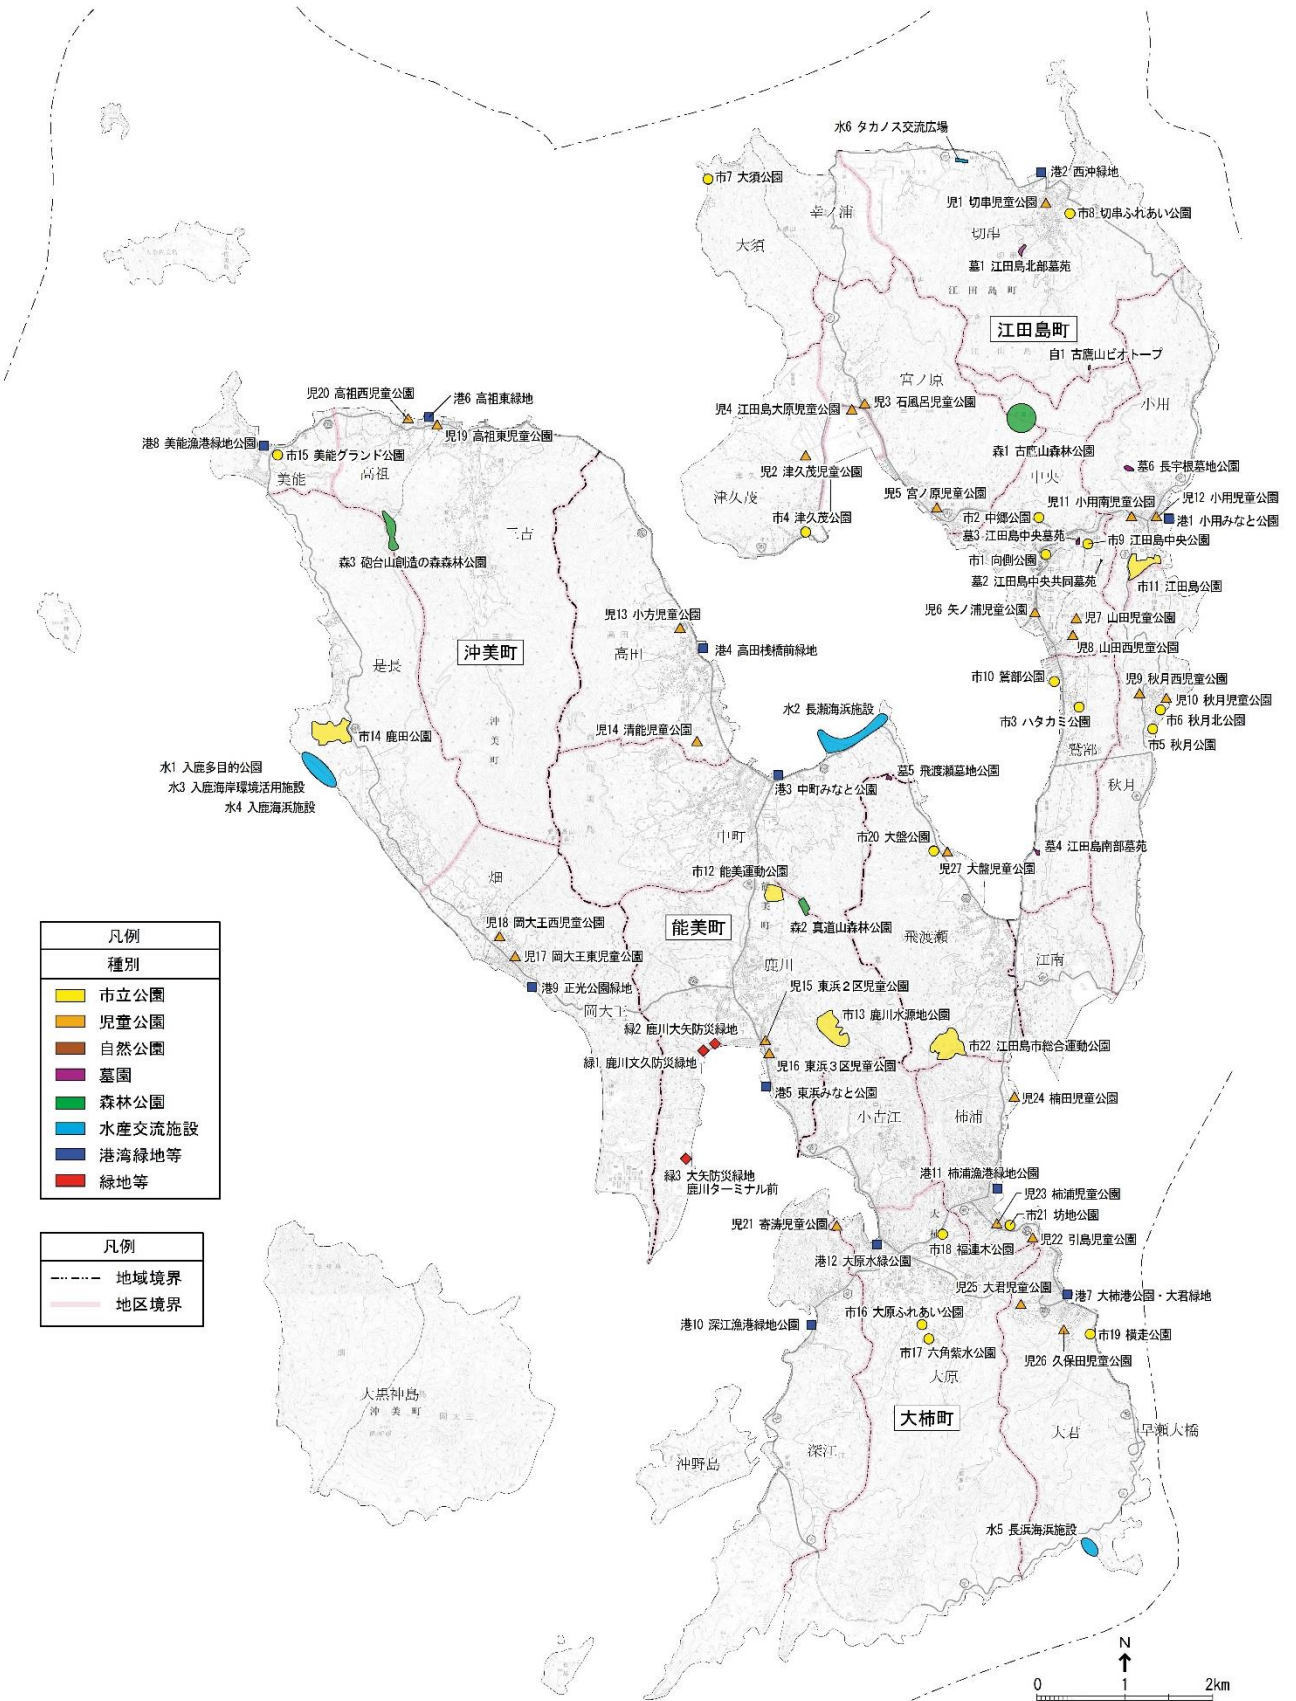 水6 タカノス交流広場
港2 西沖緑地
市7 大須公園
児1 切串児童公園
市8 切串ふれあい公園
幸ノ浦
大須
切串
墓1 江田島北部墓苑
江田島町
江田島町
自1 古鷹山ビオトープ
宮ノ原
小用
児20 高祖西児童公園
港6 高祖東緑地
児4 江田島大原児童公園
児3 石風呂児童公園
児19 高祖東児童公園
港8 美能漁港緑地公園
市15 美能グランド公園
森1 古鷹山森林公園
美能
高祖
児2 津久茂児童公園
中央
墓6 長宇根墓地公園
津久茂
児5 宮ノ原児童公園
児11 小用南児童公園
児12 小用児童公園
市4 津久茂公園
市2 中郷公園
港1 小用みなと公園
三吉
墓3 江田島中央墓苑
市9 江田島中央公園
市1 向側公園
森3 砲台山創造の森森林公園
墓2 江田島中央共同墓苑
市11 江田島公園
児13 小方児童公園
児6 矢ノ浦児童公園
児7 山田児童公園
沖美町
高田
港4 高田桟橋前緑地
児8 山田西児童公園
是長
市10 鷲部公園
児9 秋月西児童公園
児10 秋月児童公園
水2 長瀬海浜施設
市3 ハタカミ公園
市6 秋月北公園
沖美町
児14 清能児童公園
市14 鹿田公園
鷲部
市5 秋月公園
水1 入鹿多目的公園
墓5 飛渡瀬墓地公園
水3 入鹿海岸環境活用施設
港3 中町みなと公園
秋月
水4 入鹿海浜施設
中町
市20 大盤公園
墓4 江田島南部墓苑
児27 大盤児童公園
市12 能美運動公園
畑
能美町
児18 岡大王西児童公園
能美町
森2 真道山森林公園
飛渡瀬
児17 岡大王東児童公園
鹿川
江南
港9 正光公園緑地
児15 東浜2区児童公園
岡大王
市13 鹿川水源地公園
緑2 鹿川大矢防災緑地
市22 江田島市総合運動公園
緑1 鹿川文久防災緑地
児16 東浜3区児童公園
港5 東浜みなと公園
児24 楠田児童公園
小古江
柿浦
緑3 大矢防災緑地
鹿川ターミナル前
港11 柿浦漁港緑地公園
児23 柿浦児童公園
児21 寄涛児童公園
大柿
市21 坊地公園
市18 福連木公園
児22 引島児童公園
港12 大原水緑公園
児25 大君児童公園
港7 大柿港公園・大君緑地
市16 大原ふれあい公園
港10 深江漁港緑地公園
市19 横走公園
市17 六角紫水公園
児26 久保田児童公園
大原
大黒神島
沖美町
岡大王
大柿町
大君
早瀬大橋
深江
沖野島
水5 長浜海浜施設
凡例
種別
市立公園
児童公園
自然公園
墓園
森林公園
水産交流施設
港湾緑地等
緑地等
凡例
地域境界
地区境界
N
0 1 2km